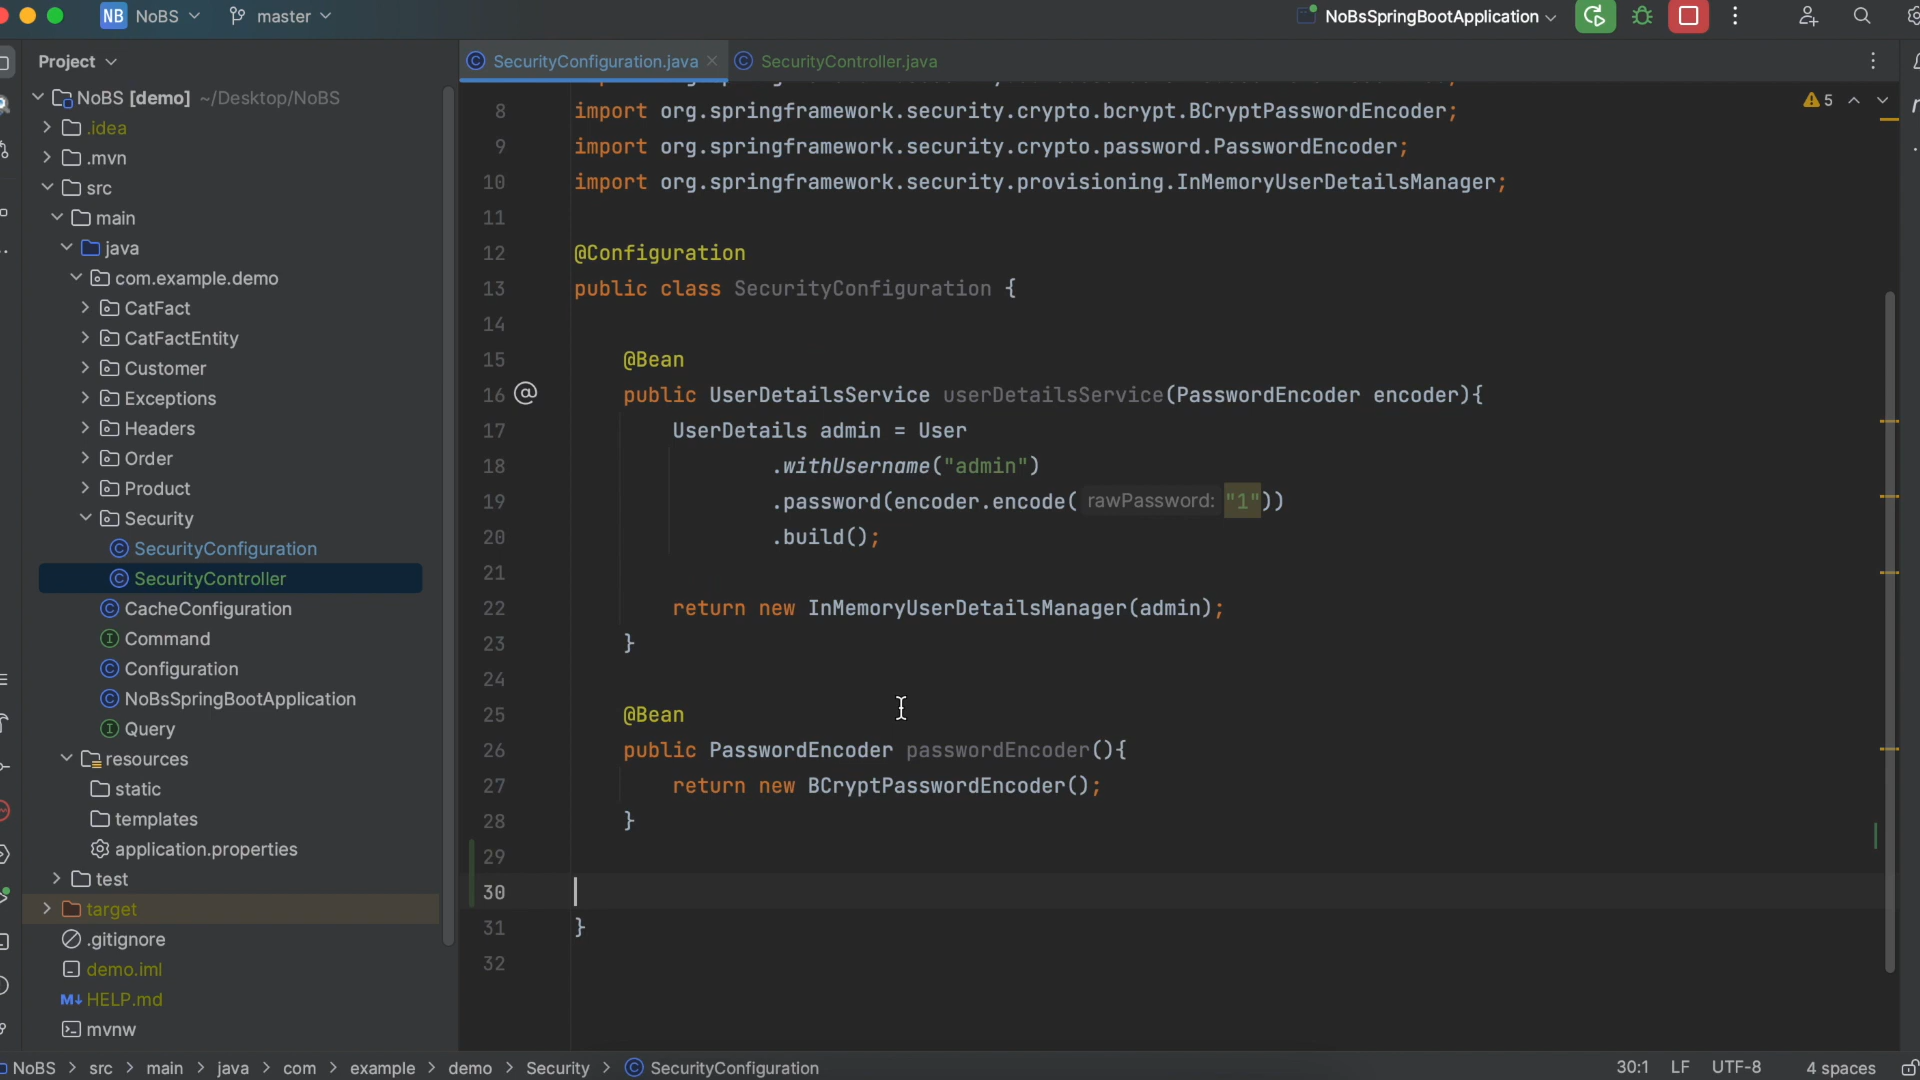 NB NoBS master NoBsSpringBootApplication
Project
SecurityConfiguration.java SecurityController.java
NoBS [demo] ~/Desktop/NoBS
.idea
.mvn
src
main
java
com.example.demo
CatFact
CatFactEntity
Customer
Exceptions
Headers
Order
Product
Security
SecurityConfiguration
SecurityController
CacheConfiguration
Command
Configuration
NoBsSpringBootApplication
Query
resources
static
templates
application.properties
test
target
.gitignore
demo.iml
M↓ HELP.md
mvnw
5
8 import org.springframework.security.crypto.bcrypt.BCryptPasswordEncoder;
9 import org.springframework.security.crypto.password.PasswordEncoder;
10 import org.springframework.security.provisioning.InMemoryUserDetailsManager;
11
12 @Configuration
13 public class SecurityConfiguration {
14
15 @Bean
16 public UserDetailsService userDetailsService(PasswordEncoder encoder){
17 UserDetails admin = User
18 .withUsername("admin")
19 .password(encoder.encode( rawPassword: "1"))
20 .build();
21
22 return new InMemoryUserDetailsManager(admin);
23 }
24
25 @Bean
26 public PasswordEncoder passwordEncoder(){
27 return new BCryptPasswordEncoder();
28 }
29
30
31 }
32
NoBS > src > main > java > com > example > demo > Security > SecurityConfiguration 30:1 LF UTF-8 4 spaces